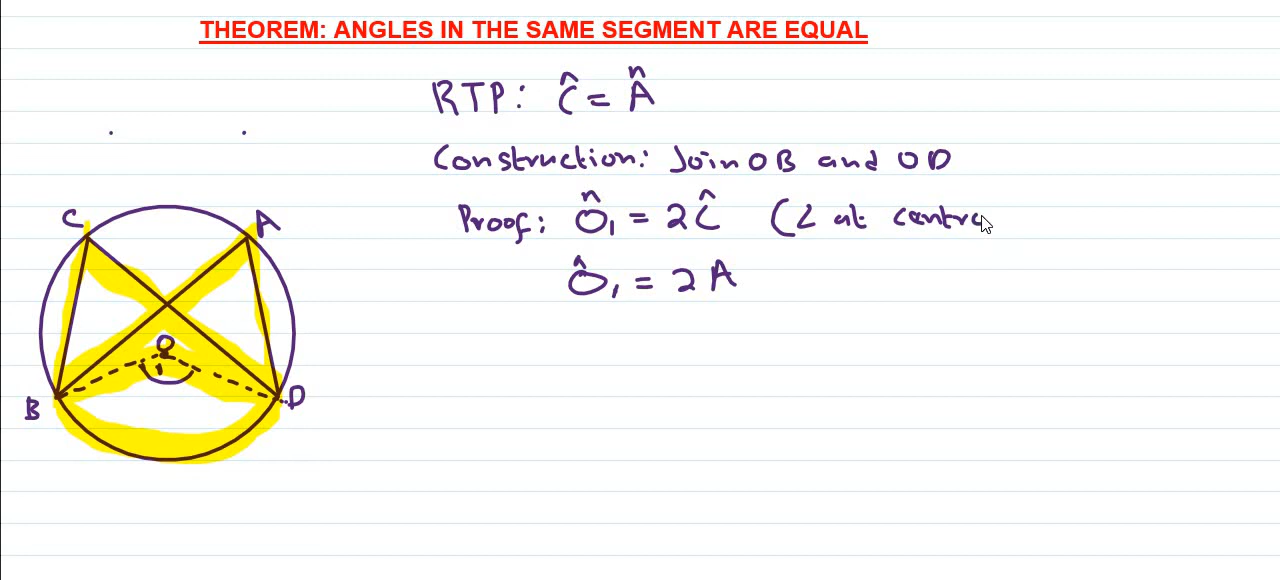 THEOREM: ANGLES IN THE SAME SEGMENT ARE EQUAL
RTP: Ĉ = Â
Construction: Join OB and OD
Proof: Ô₁ = 2Ĉ (∠ at centre
Ô₁ = 2A
C
A
O
1
B
D